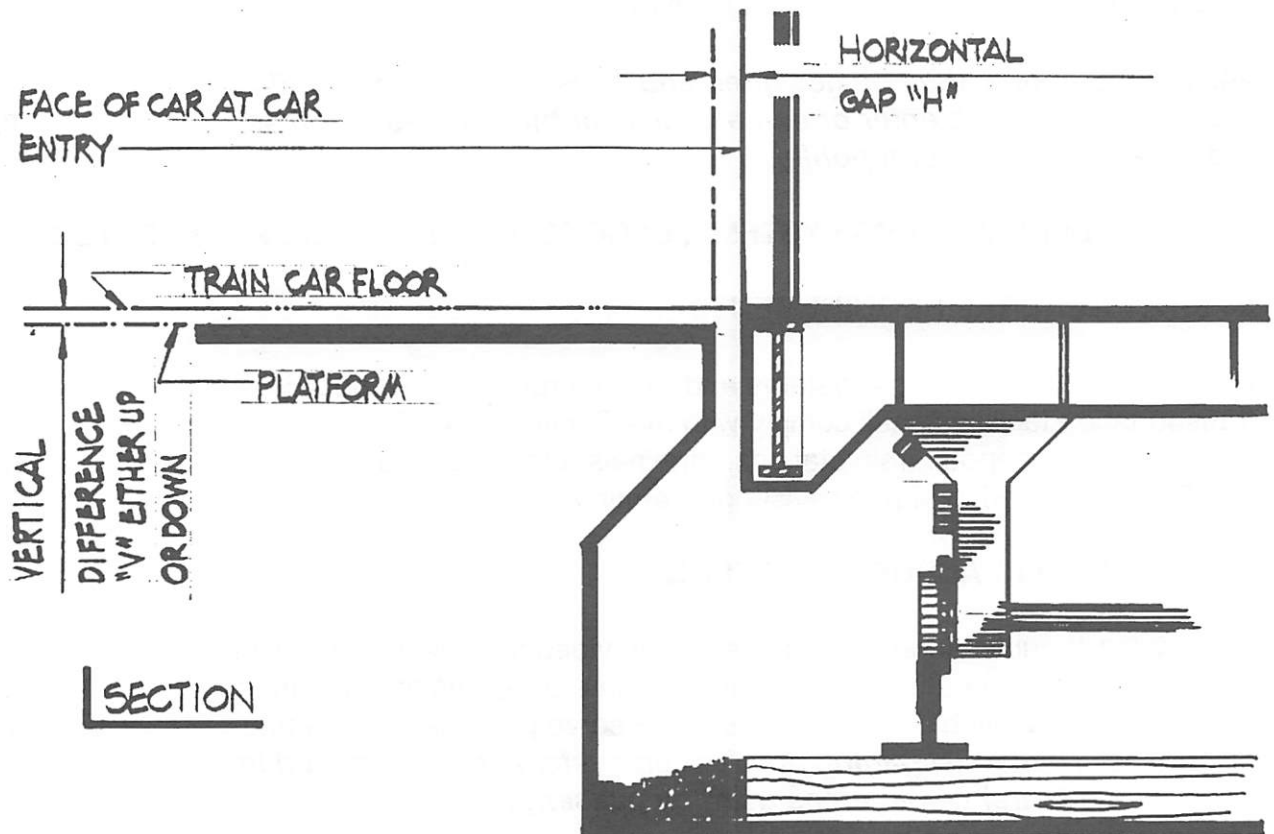 HORIZONTAL
GAP "H"
FACE OF CAR AT CAR
ENTRY
TRAIN CAR FLOOR
PLATFORM
VERTICAL
DIFFERENCE
"V" EITHER UP
OR DOWN
SECTION